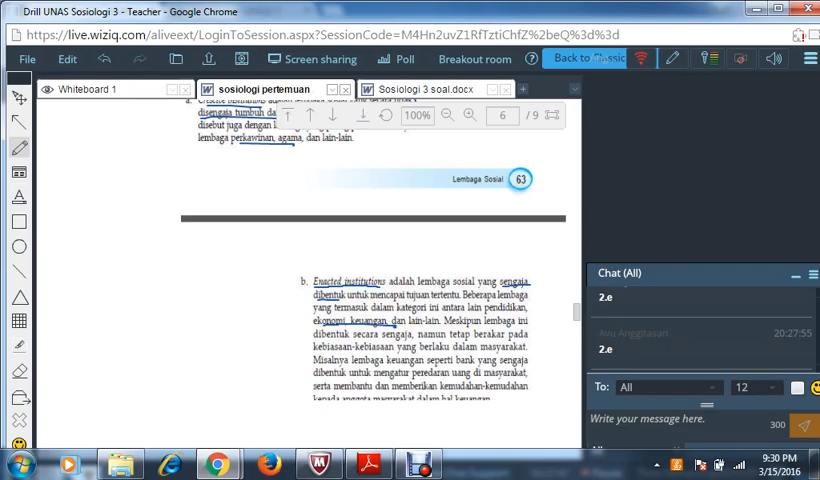 Drill UNAS Sosiologi 3 - Teacher - Google Chrome
https://live.wiziq.com/aliveext/LoginToSession.aspx?SessionCode=M4Hn2uvZ1RfTztiChfZ%2beQ%3d%3d
File Edit Screen sharing Poll Breakout room Back to Classic
Whiteboard 1 sosiologi pertemuan Sosiologi 3 soal.docx
100% 6 / 9
disengaja tumbuh da
disebut juga dengan
lembaga perkawinan, agama, dan lain-lain.
Lembaga Sosial 63
b. Enacted institutions adalah lembaga sosial yang sengaja
dibentuk untuk mencapai tujuan tertentu. Beberapa lembaga
yang termasuk dalam kategori ini antara lain pendidikan,
ekonomi, keuangan, dan lain-lain. Meskipun lembaga ini
dibentuk secara sengaja, namun tetap berakar pada
kebiasaan-kebiasaan yang berlaku dalam masyarakat.
Misalnya lembaga keuangan seperti bank yang sengaja
dibentuk untuk mengatur peredaran uang di masyarakat,
serta membantu dan memberikan kemudahan-kemudahan
kepada anggota masyarakat dalam hal keuangan.
Chat (All)
2.e
Avu Anggitasari 20:27:55
2.e
To: All 12
Write your message here. 300
9:30 PM
3/15/2016